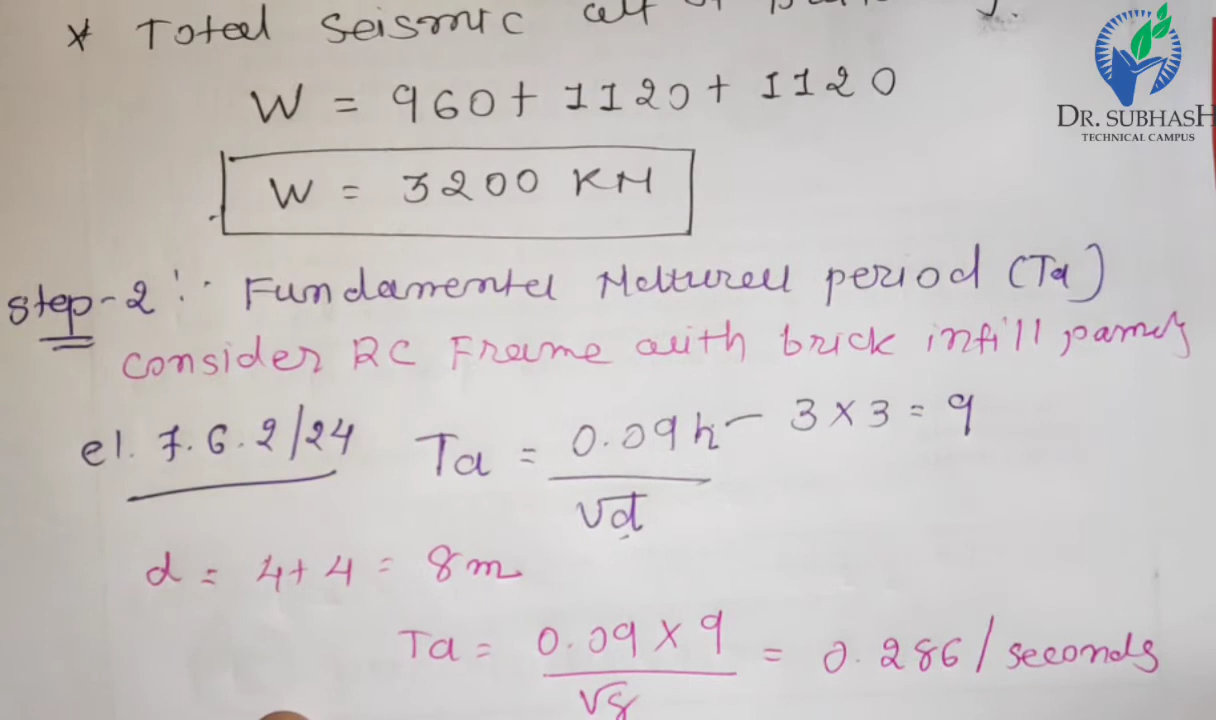 * Total Seismic
W = 960 + 1120 + 1120
W = 3200 KN
DR. SUBHASH
TECHNICAL CAMPUS
Step-2 :- Fundamental Natural period (Ta)
consider RC Frame with brick infill panels
cl. 7.6.2/24 Ta = 0.09h/√d - 3 x 3 = 9
d = 4+4 = 8m
Ta = 0.09 x 9/√8 = 0.286/seconds